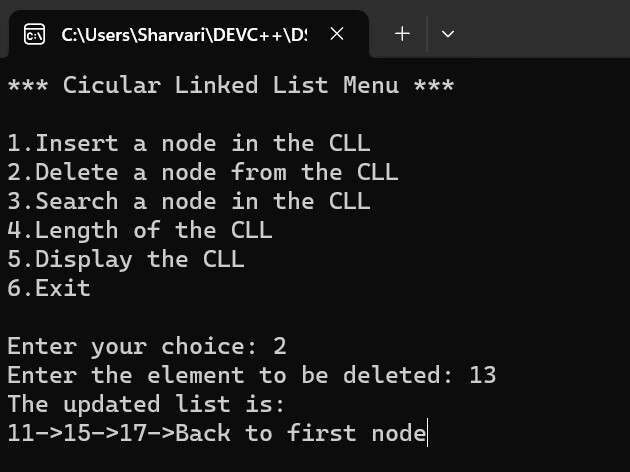 C:\Users\Sharvari\DEVC++\DS
*** Cicular Linked List Menu ***
1.Insert a node in the CLL
2.Delete a node from the CLL
3.Search a node in the CLL
4.Length of the CLL
5.Display the CLL
6.Exit
Enter your choice: 2
Enter the element to be deleted: 13
The updated list is:
11->15->17->Back to first node